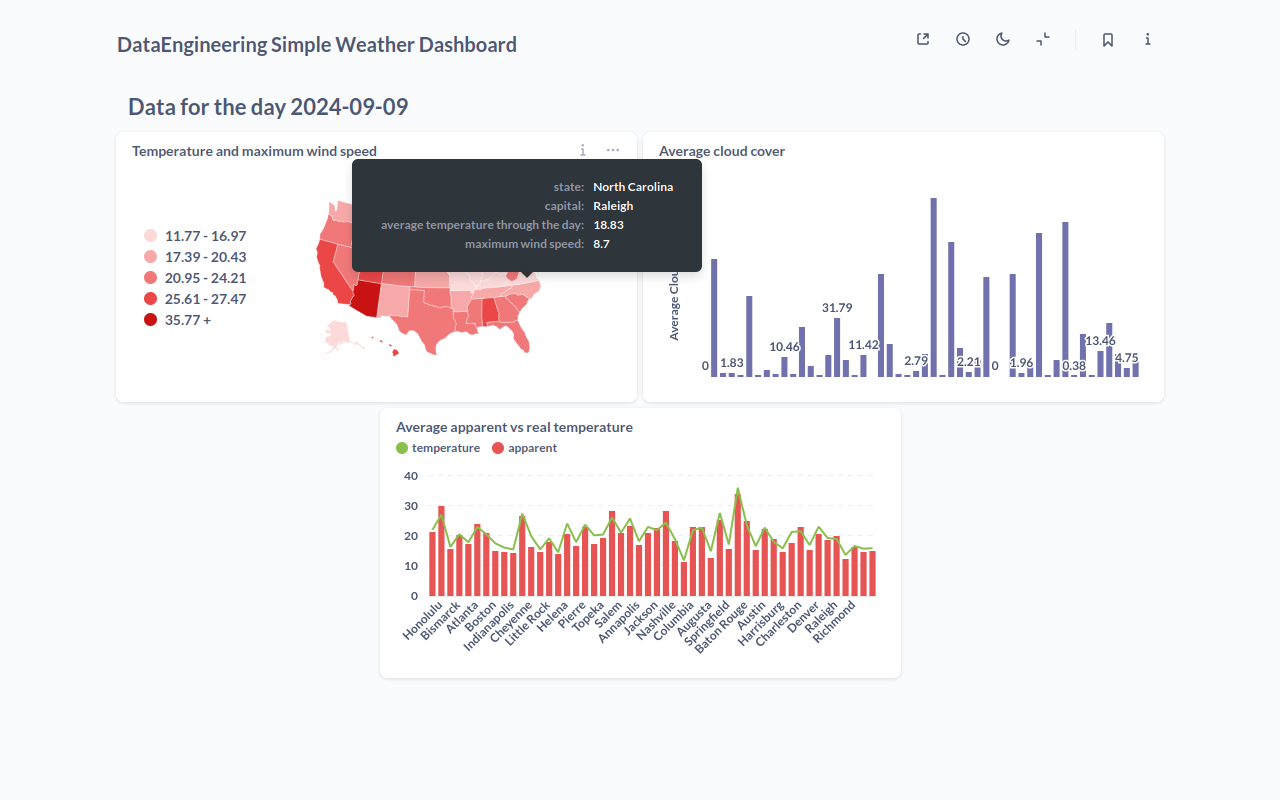 DataEngineering Simple Weather Dashboard
Data for the day 2024-09-09
Temperature and maximum wind speed
11.77 - 16.97
17.39 - 20.43
20.95 - 24.21
25.61 - 27.47
35.77 +
state: North Carolina
capital: Raleigh
average temperature through the day: 18.83
maximum wind speed: 8.7
Average cloud cover
Average Clou
0 1.83 10.46 31.79 11.42 2.79 2.21 0 1.96 0.38 13.46 4.75
Average apparent vs real temperature
temperature apparent
40
30
20
10
0
Honolulu Bismarck Atlanta Boston Indianapolis Cheyenne Little Rock Helena Pierre Topeka Salem Annapolis Jackson Nashville Columbia Augusta Springfield Baton Rouge Austin Harrisburg Charleston Denver Raleigh Richmond